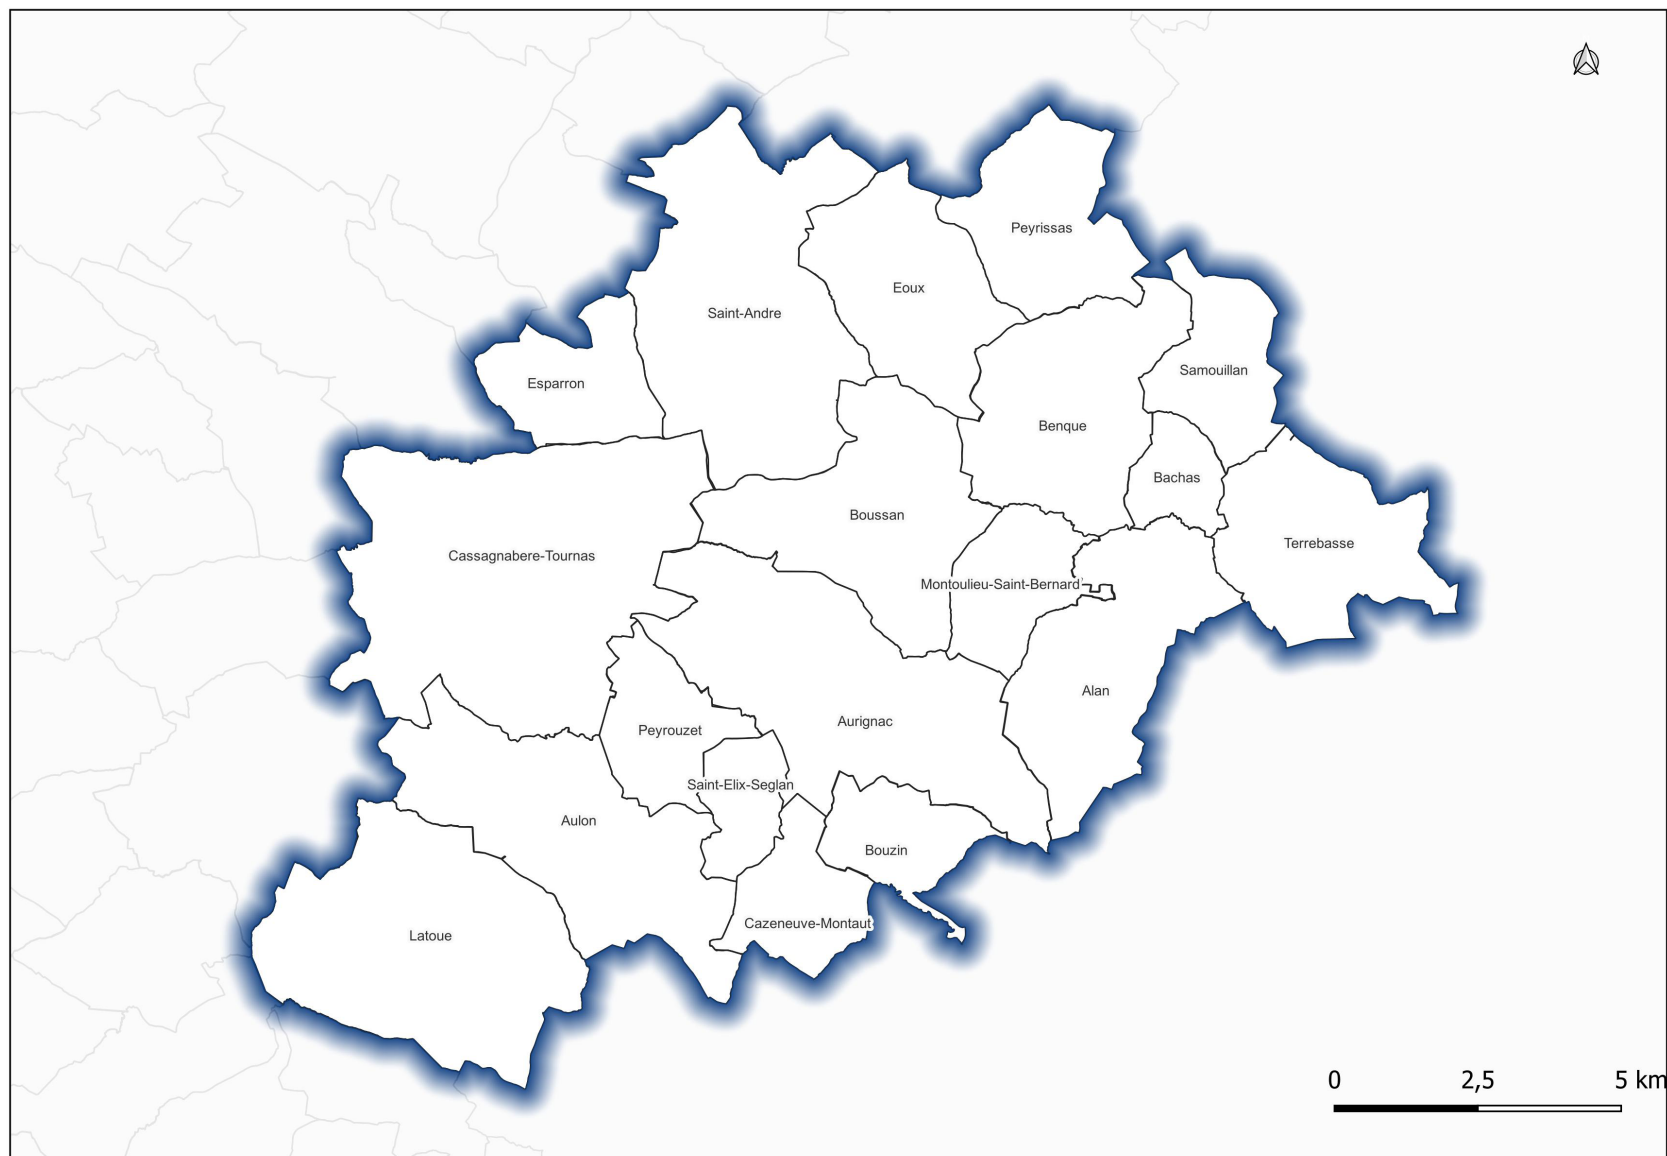 Peyrissas
Eoux
Saint-Andre
Samouillan
Esparron
Benque
Bachas
Boussan
Terrebasse
Cassagnabere-Tournas
Montoulieu-Saint-Bernard
Alan
Aurignac
Peyrouzet
Saint-Elix-Seglan
Aulon
Bouzin
Cazeneuve-Montaut
Latoue
0 2,5 5 km